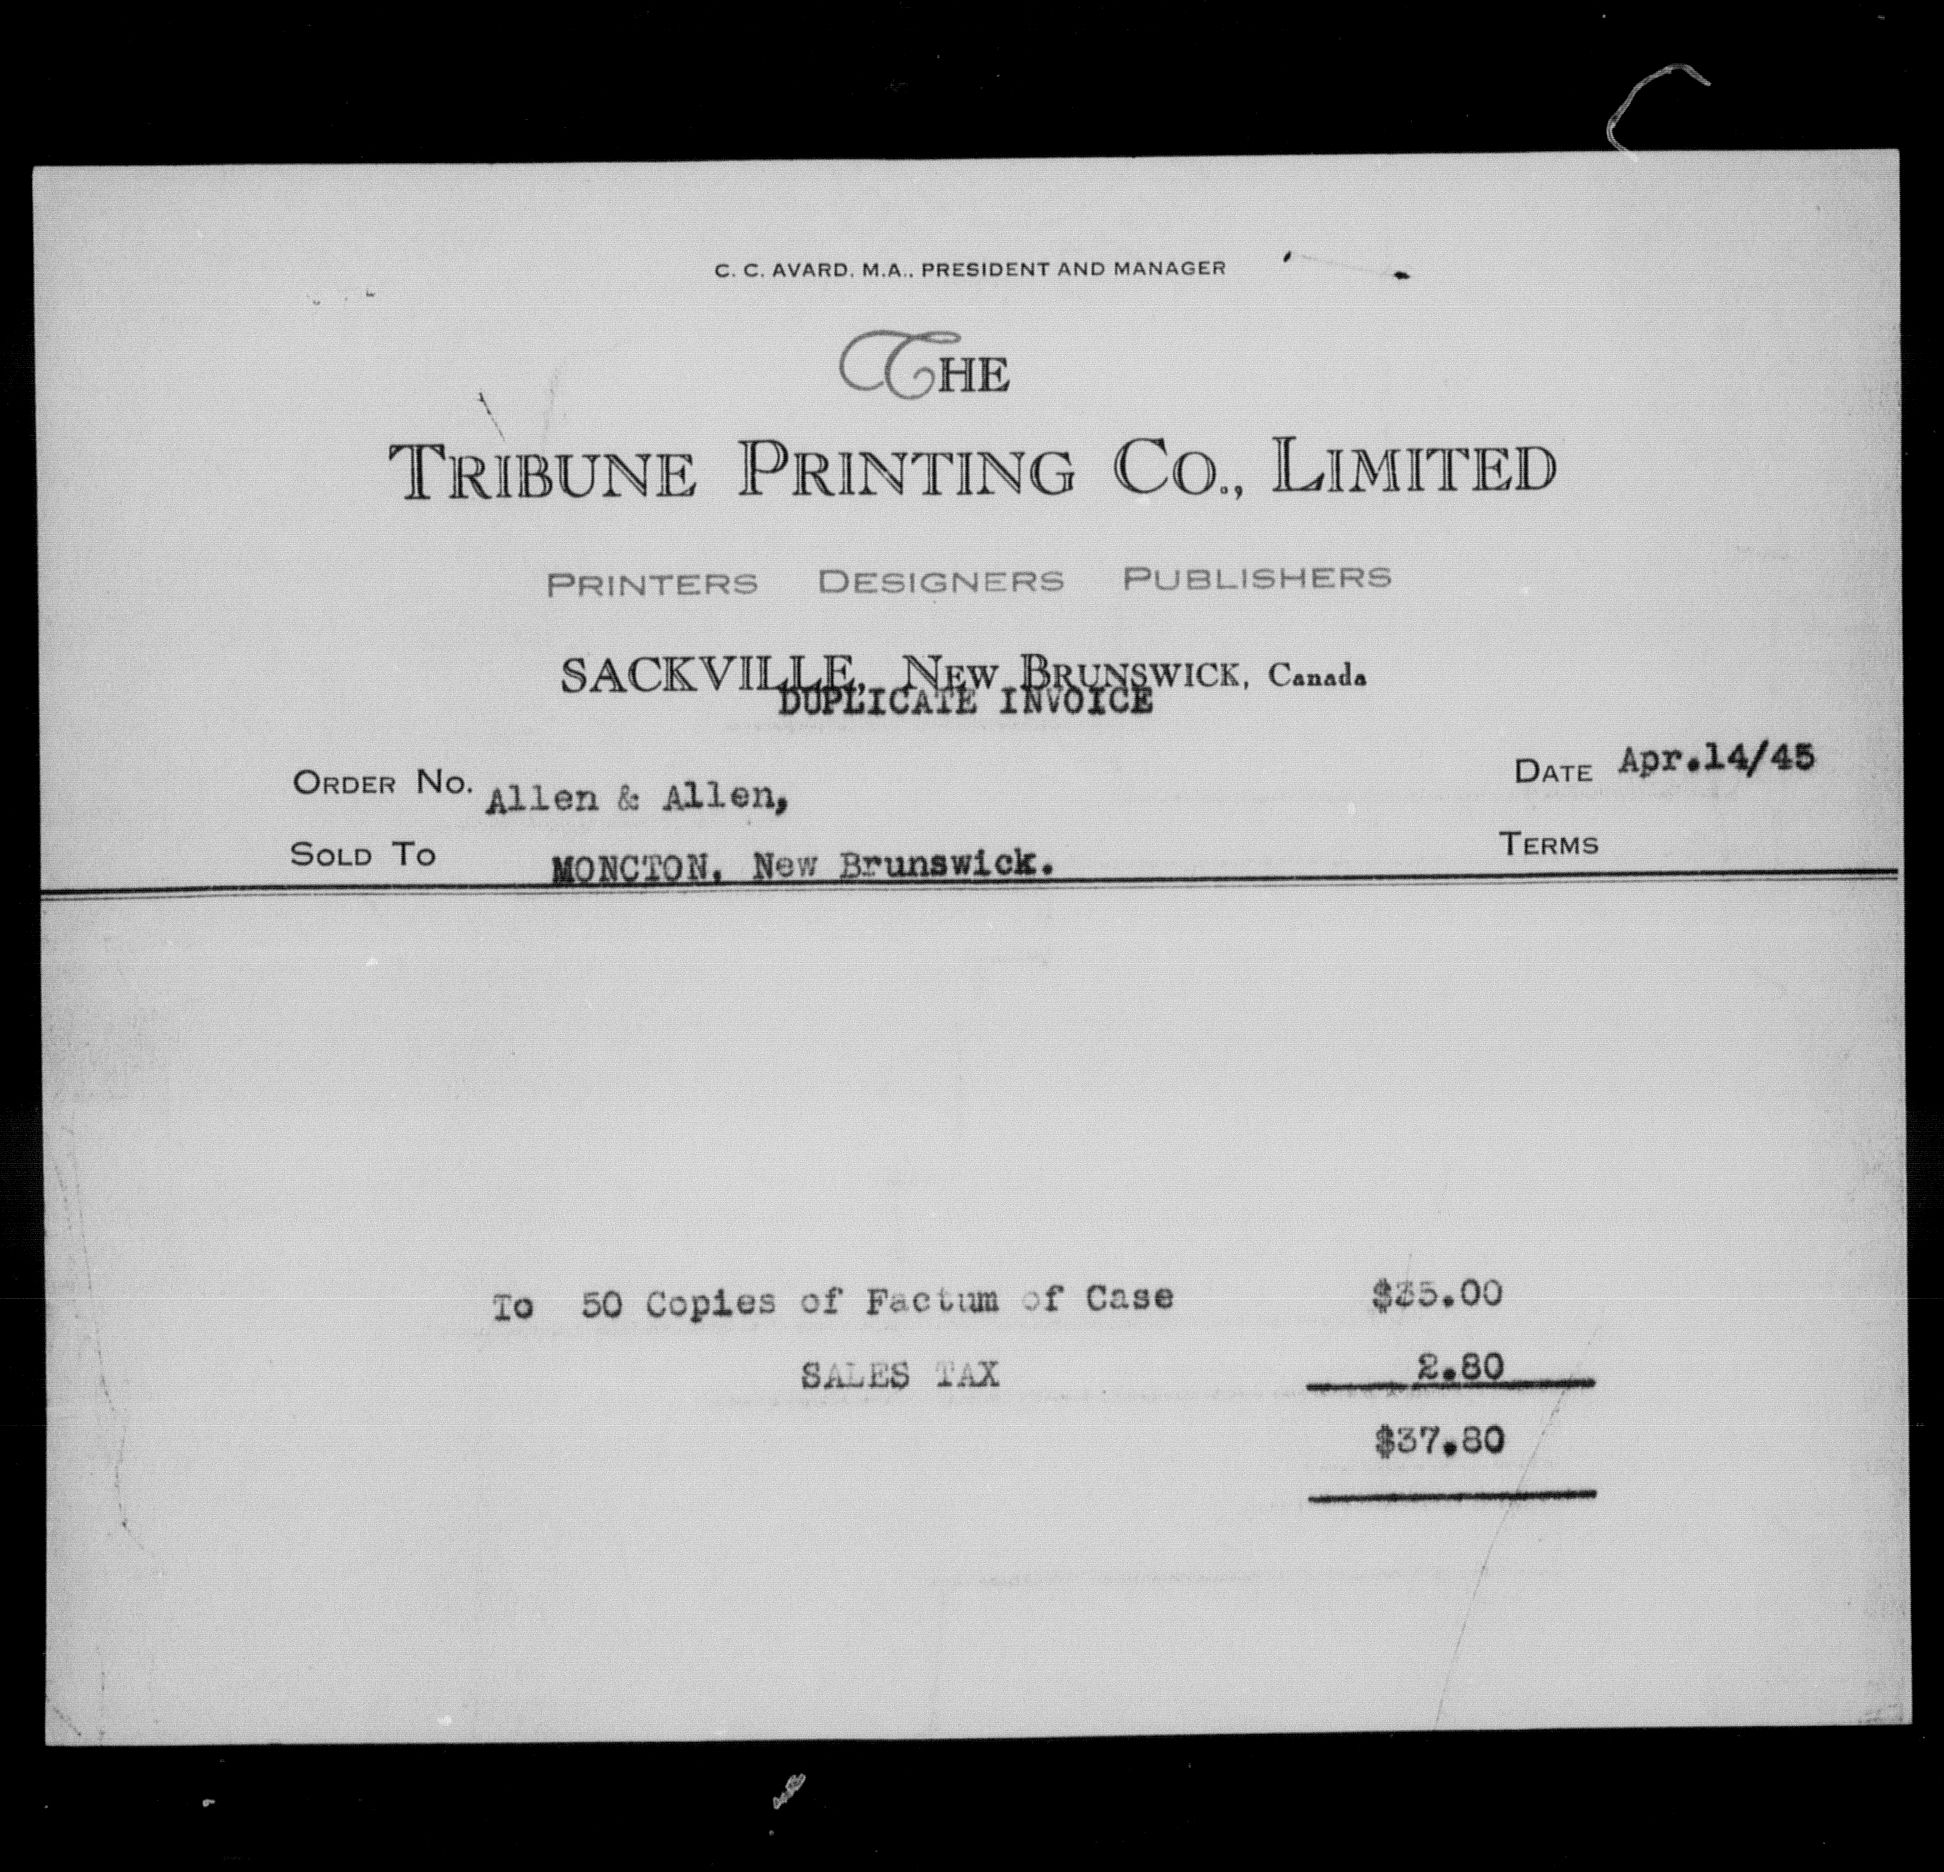 C. C. AVARD, M.A., PRESIDENT AND MANAGER
THE
TRIBUNE PRINTING CO., LIMITED
PRINTERS DESIGNERS PUBLISHERS
SACKVILLE, NEW BRUNSWICK, Canada
DUPLICATE INVOICE
ORDER NO. Allen & Allen,
DATE Apr.14/45
SOLD TO MONCTON, New Brunswick.
TERMS
To 50 Copies of Factum of Case $35.00
SALES TAX 2.80
$37.80